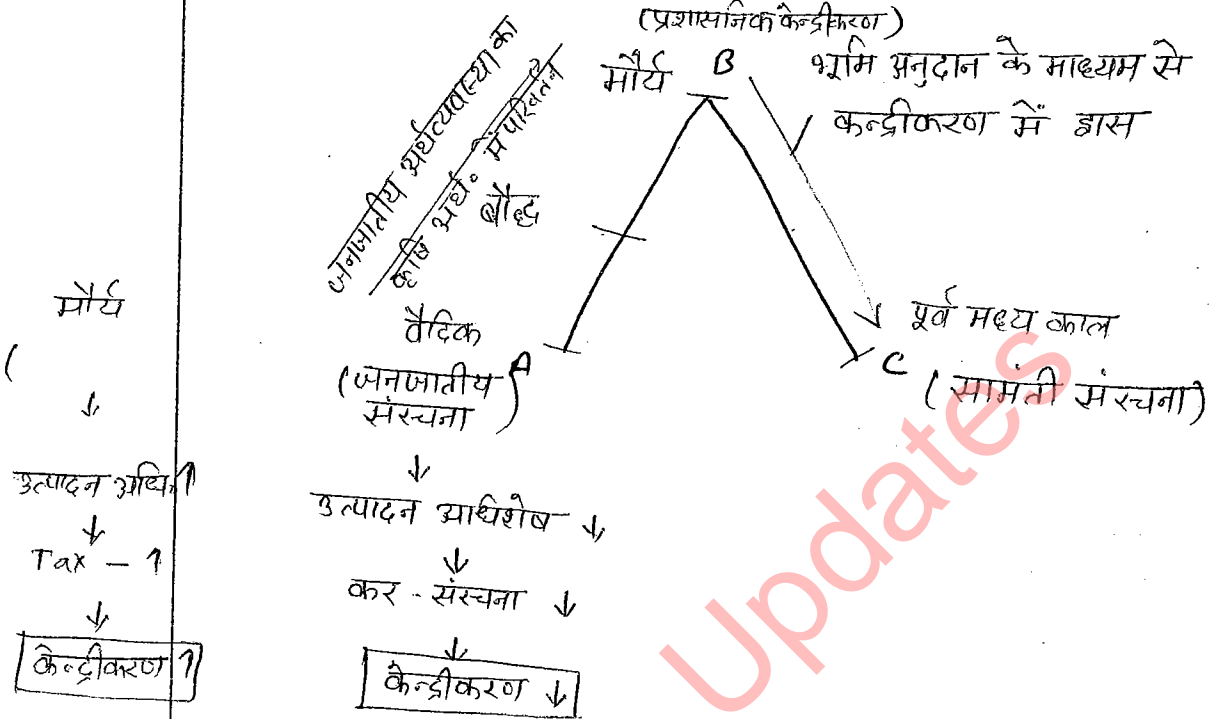 (प्रशासनिक केन्द्रीकरण)
मौर्य B
भूमि अनुदान के माध्यम से
केन्द्रीकरण में ह्रास
जनजातीय अर्थव्यवस्था का
कृषि अर्थ० में परिवर्तन
बौद्ध
वैदिक
(जनजातीय
संरचना)
A
↓
उत्पादन आधिशेष ↓
↓
कर - संरचना ↓
↓
केन्द्रीकरण ↓
पूर्व मध्य काल
C
(सामंती संरचना)
मौर्य
(
↓
उत्पादन अधि. ↑
↓
Tax - ↑
↓
केन्द्रीकरण ↑
Updates